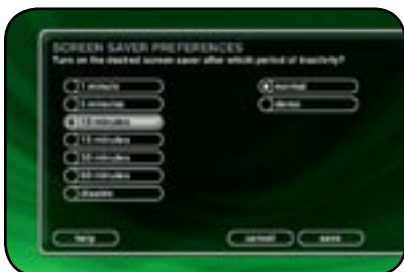 SCREEN SAVER PREFERENCES
Turn on the desired screen saver after which period of inactivity?
1 minute
5 minutes
10 minutes
15 minutes
30 minutes
60 minutes
disable
normal
demo
help
cancel
save